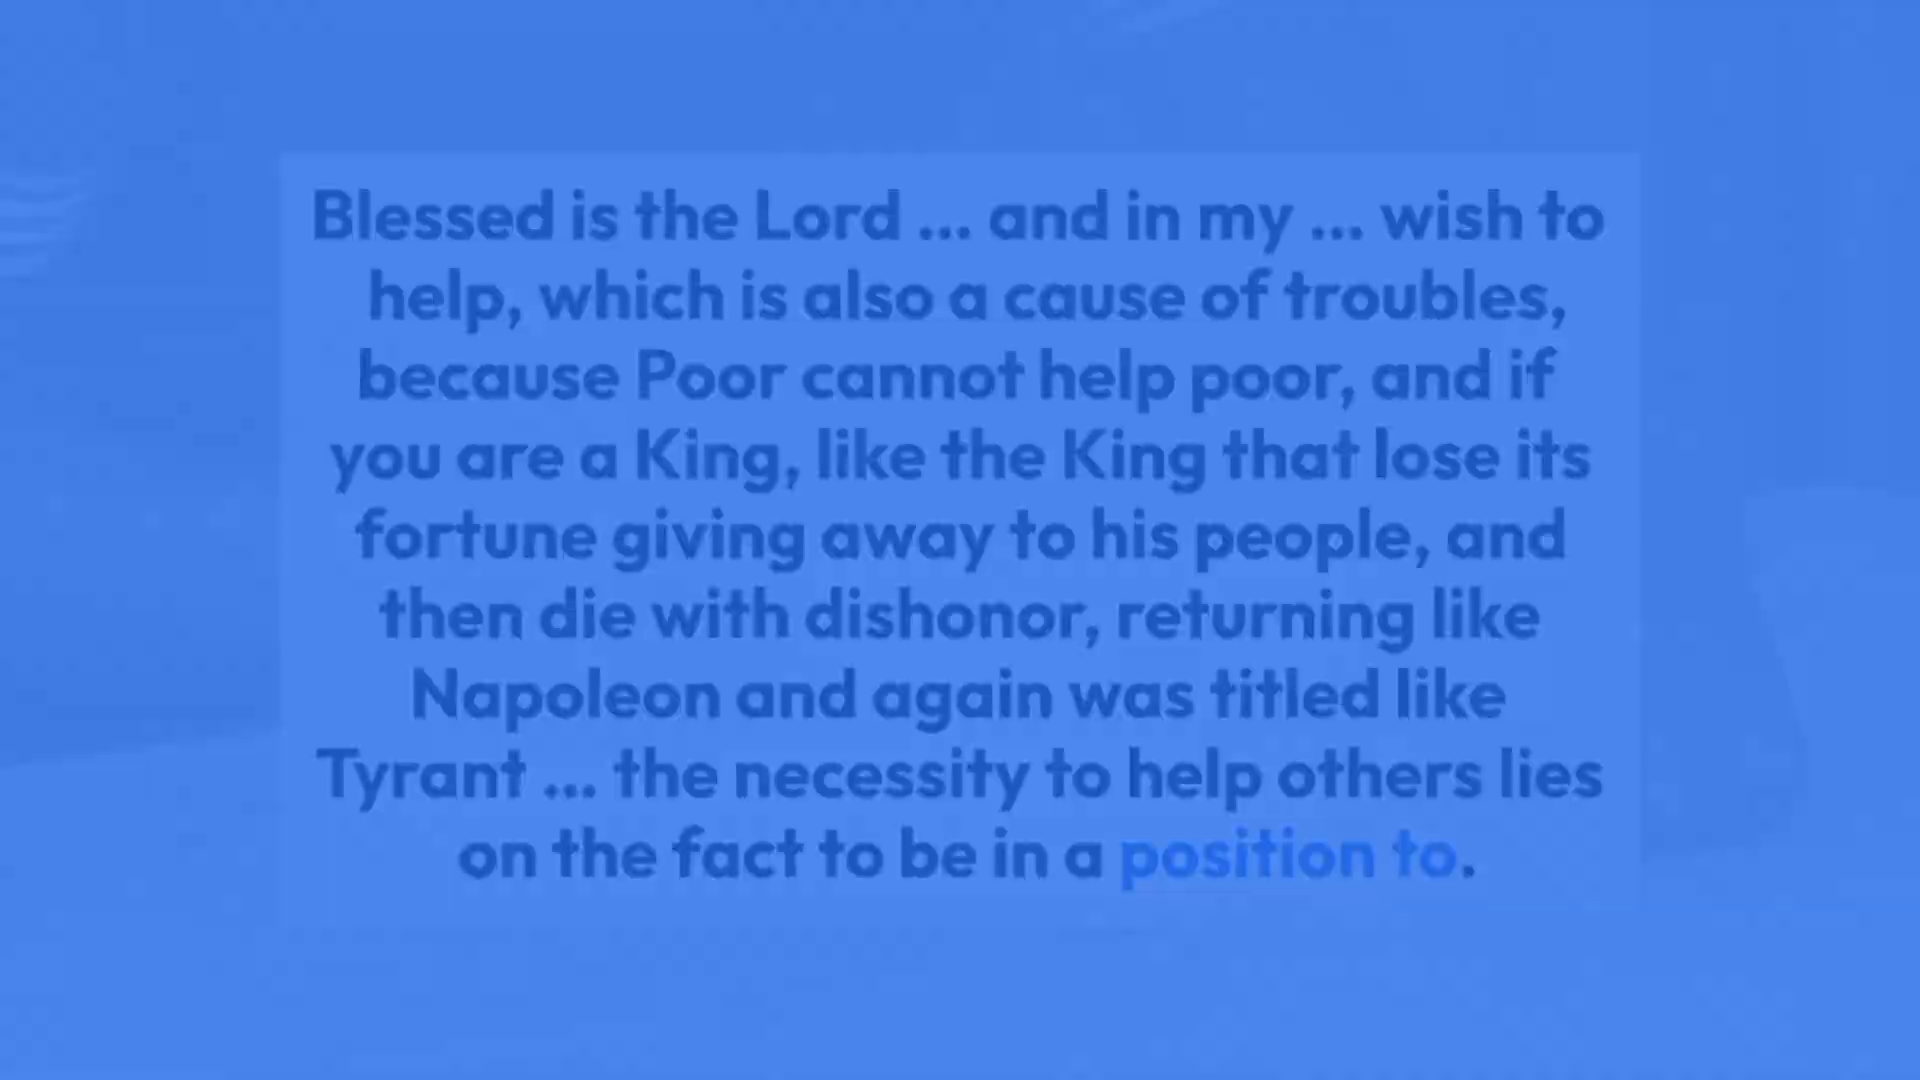 Blessed is the Lord ... and in my ... wish to
help, which is also a cause of troubles,
because Poor cannot help poor, and if
you are a King, like the King that lose its
fortune giving away to his people, and
then die with dishonor, returning like
Napoleon and again was titled like
Tyrant ... the necessity to help others lies
on the fact to be in a position to.